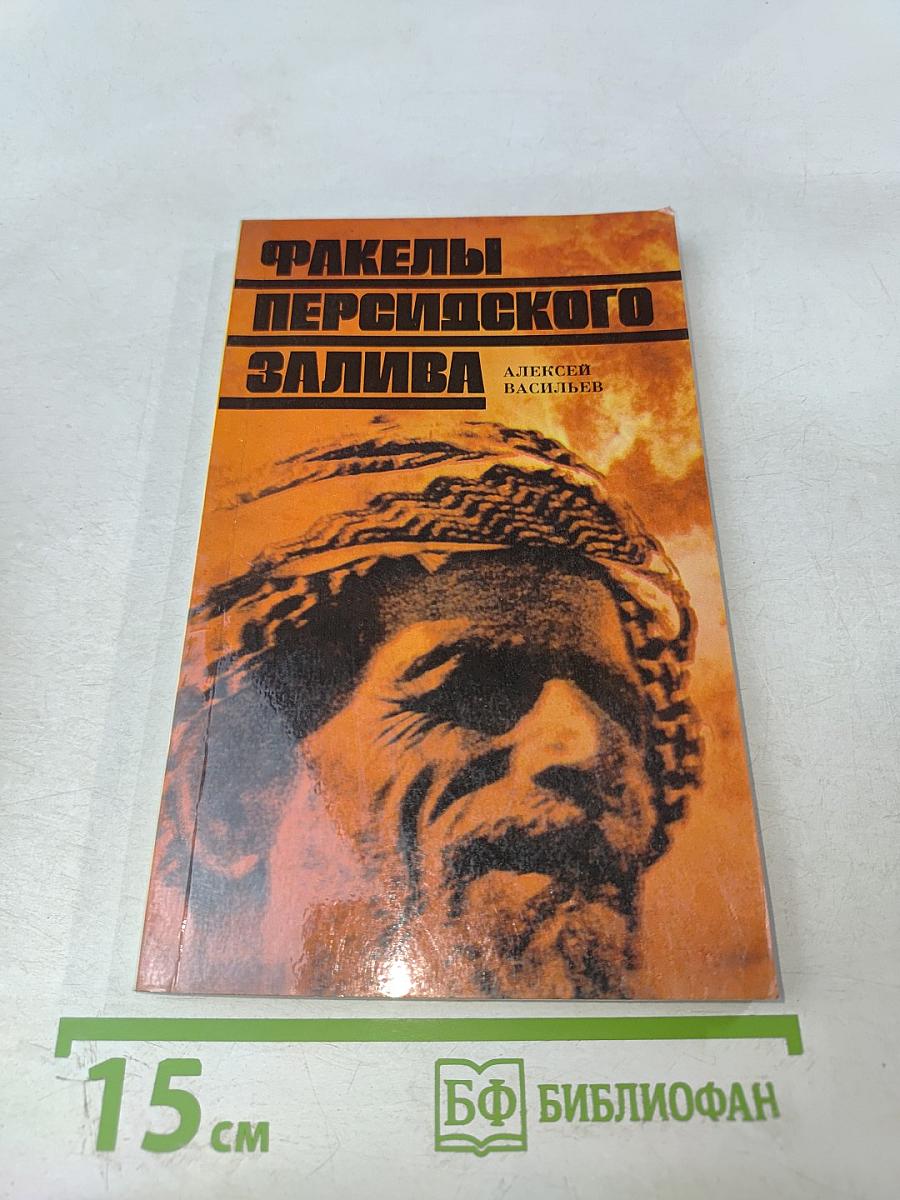 ФАКЕЛЫ
ПЕРСИДСКОГО
ЗАЛИВА
АЛЕКСЕЙ
ВАСИЛЬЕВ
15 см
БФ БИБЛИОФАН